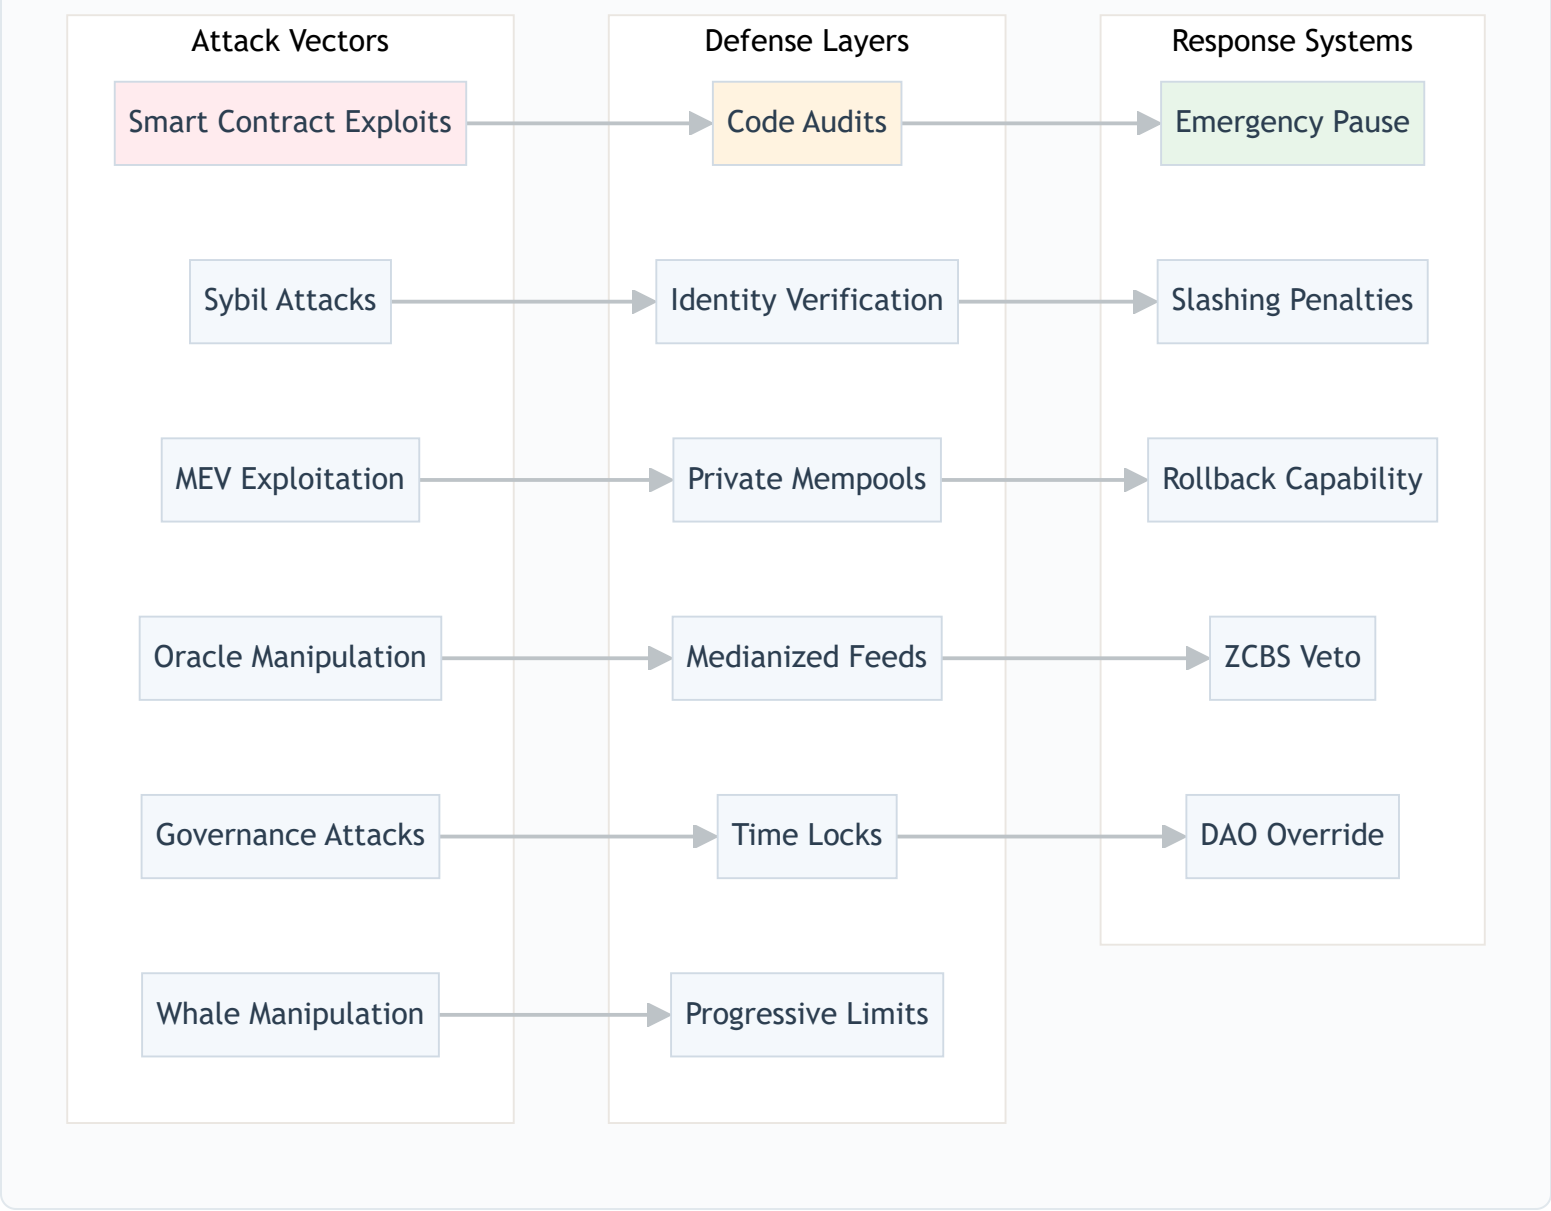 Attack Vectors
Defense Layers
Response Systems
Smart Contract Exploits
Code Audits
Emergency Pause
Sybil Attacks
Identity Verification
Slashing Penalties
MEV Exploitation
Private Mempools
Rollback Capability
Oracle Manipulation
Medianized Feeds
ZCBS Veto
Governance Attacks
Time Locks
DAO Override
Whale Manipulation
Progressive Limits